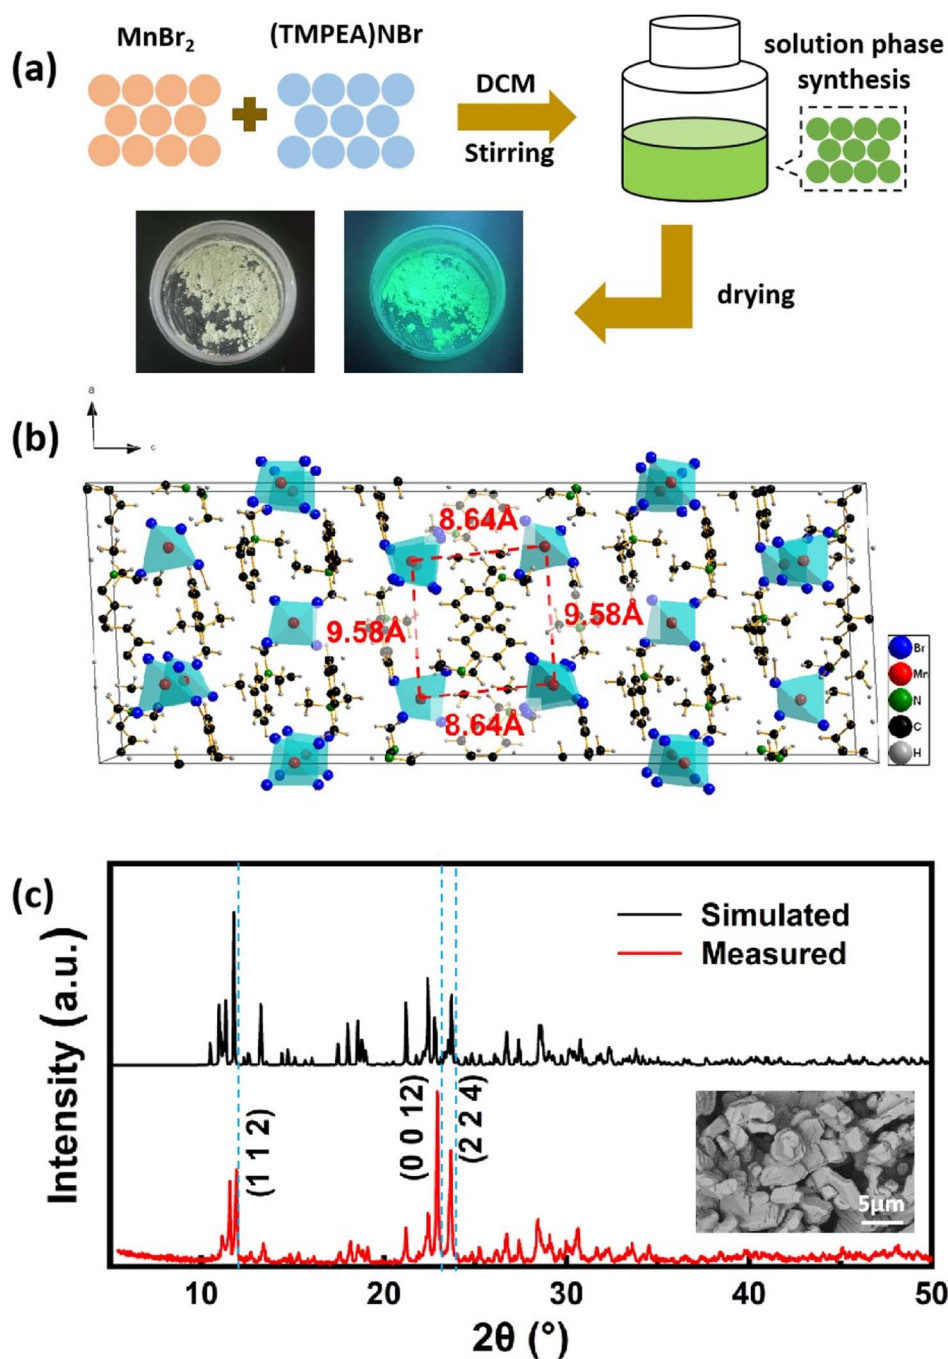 (a)
MnBr₂
(TMPEA)NBr
DCM
Stirring
solution phase
synthesis
drying
(b)
a
c
8.64Å
9.58Å
9.58Å
8.64Å
Br
Mn
N
C
H
(c)
Intensity (a.u.)
Simulated
Measured
(1 1 2)
(0 0 12)
(2 2 4)
5μm
10
20
30
40
50
2θ (°)